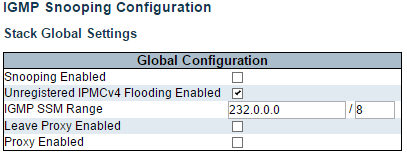 IGMP Snooping Configuration
Stack Global Settings
Global Configuration
Snooping Enabled
Unregistered IPMCv4 Flooding Enabled
IGMP SSM Range 232.0.0.0 / 8
Leave Proxy Enabled
Proxy Enabled